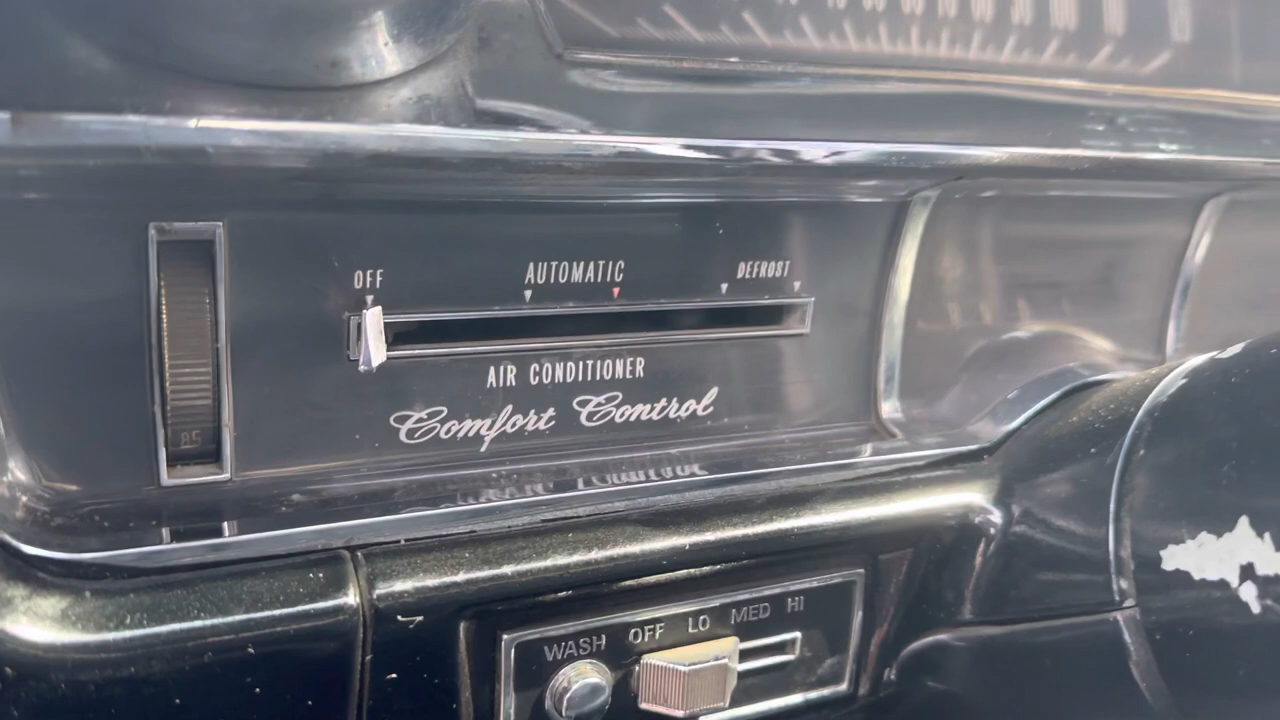 OFF AUTOMATIC DEFROST
AIR CONDITIONER
Comfort Control
85
WASH OFF LO MED HI